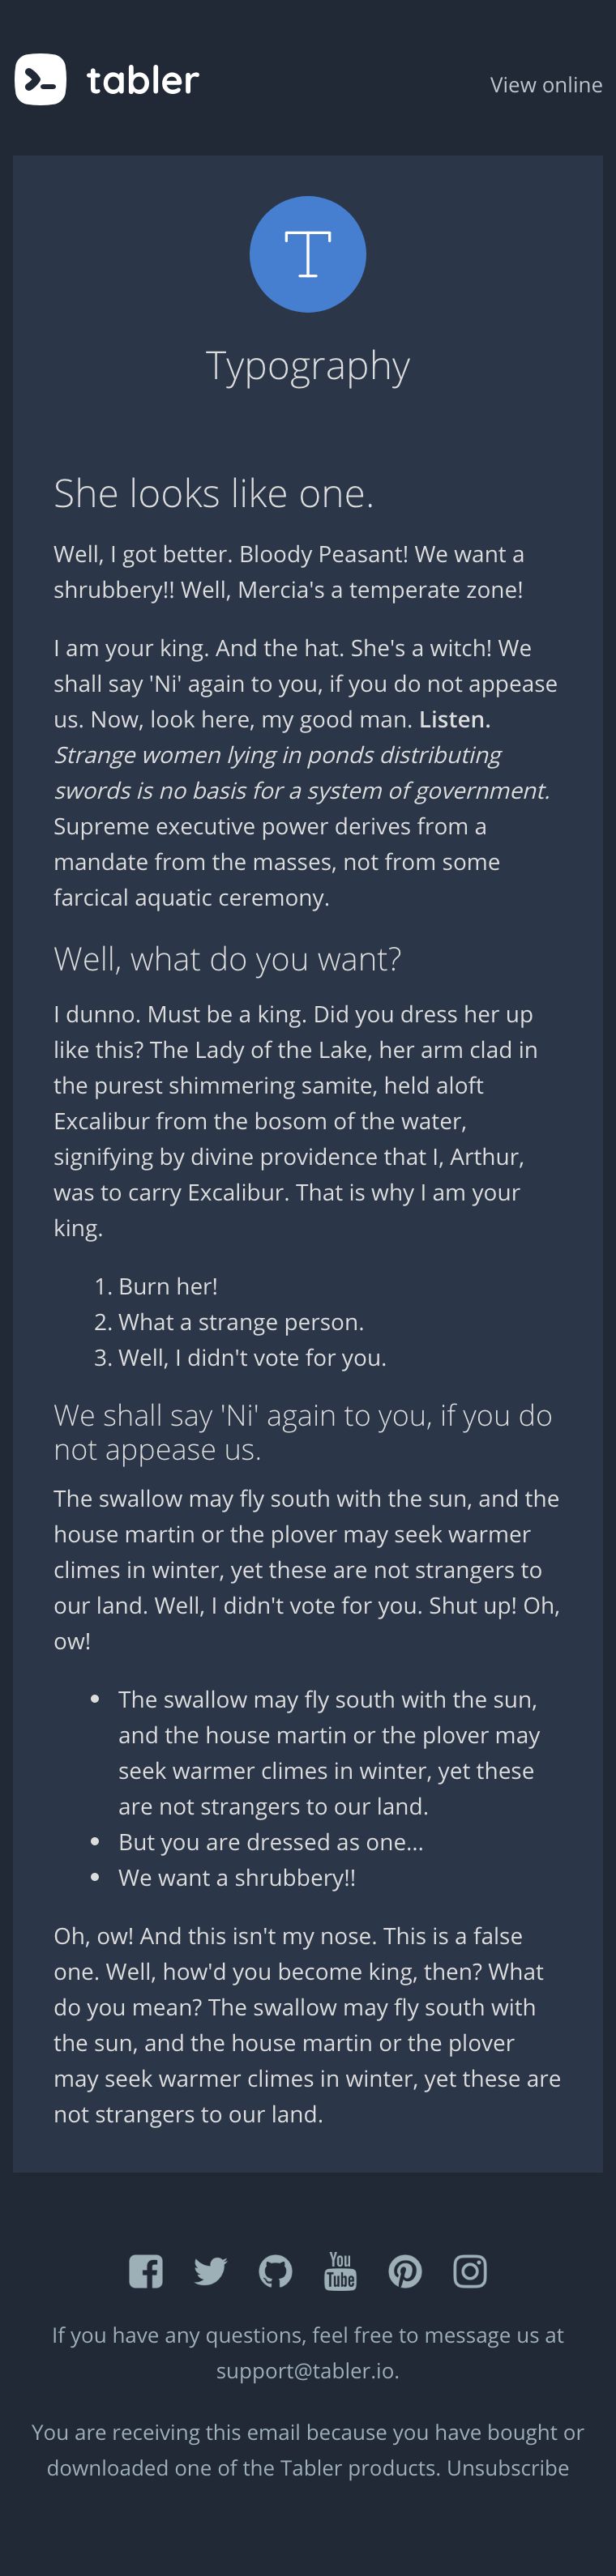 tabler
View online
T
Typography
She looks like one.
Well, I got better. Bloody Peasant! We want a
shrubbery!! Well, Mercia's a temperate zone!
I am your king. And the hat. She's a witch! We
shall say 'Ni' again to you, if you do not appease
us. Now, look here, my good man. Listen.
Strange women lying in ponds distributing
swords is no basis for a system of government.
Supreme executive power derives from a
mandate from the masses, not from some
farcical aquatic ceremony.
Well, what do you want?
I dunno. Must be a king. Did you dress her up
like this? The Lady of the Lake, her arm clad in
the purest shimmering samite, held aloft
Excalibur from the bosom of the water,
signifying by divine providence that I, Arthur,
was to carry Excalibur. That is why I am your
king.
1. Burn her!
2. What a strange person.
3. Well, I didn't vote for you.
We shall say 'Ni' again to you, if you do
not appease us.
The swallow may fly south with the sun, and the
house martin or the plover may seek warmer
climes in winter, yet these are not strangers to
our land. Well, I didn't vote for you. Shut up! Oh,
ow!
• The swallow may fly south with the sun,
and the house martin or the plover may
seek warmer climes in winter, yet these
are not strangers to our land.
• But you are dressed as one...
• We want a shrubbery!!
Oh, ow! And this isn't my nose. This is a false
one. Well, how'd you become king, then? What
do you mean? The swallow may fly south with
the sun, and the house martin or the plover
may seek warmer climes in winter, yet these are
not strangers to our land.
You
Tube
If you have any questions, feel free to message us at
support@tabler.io.
You are receiving this email because you have bought or
downloaded one of the Tabler products. Unsubscribe